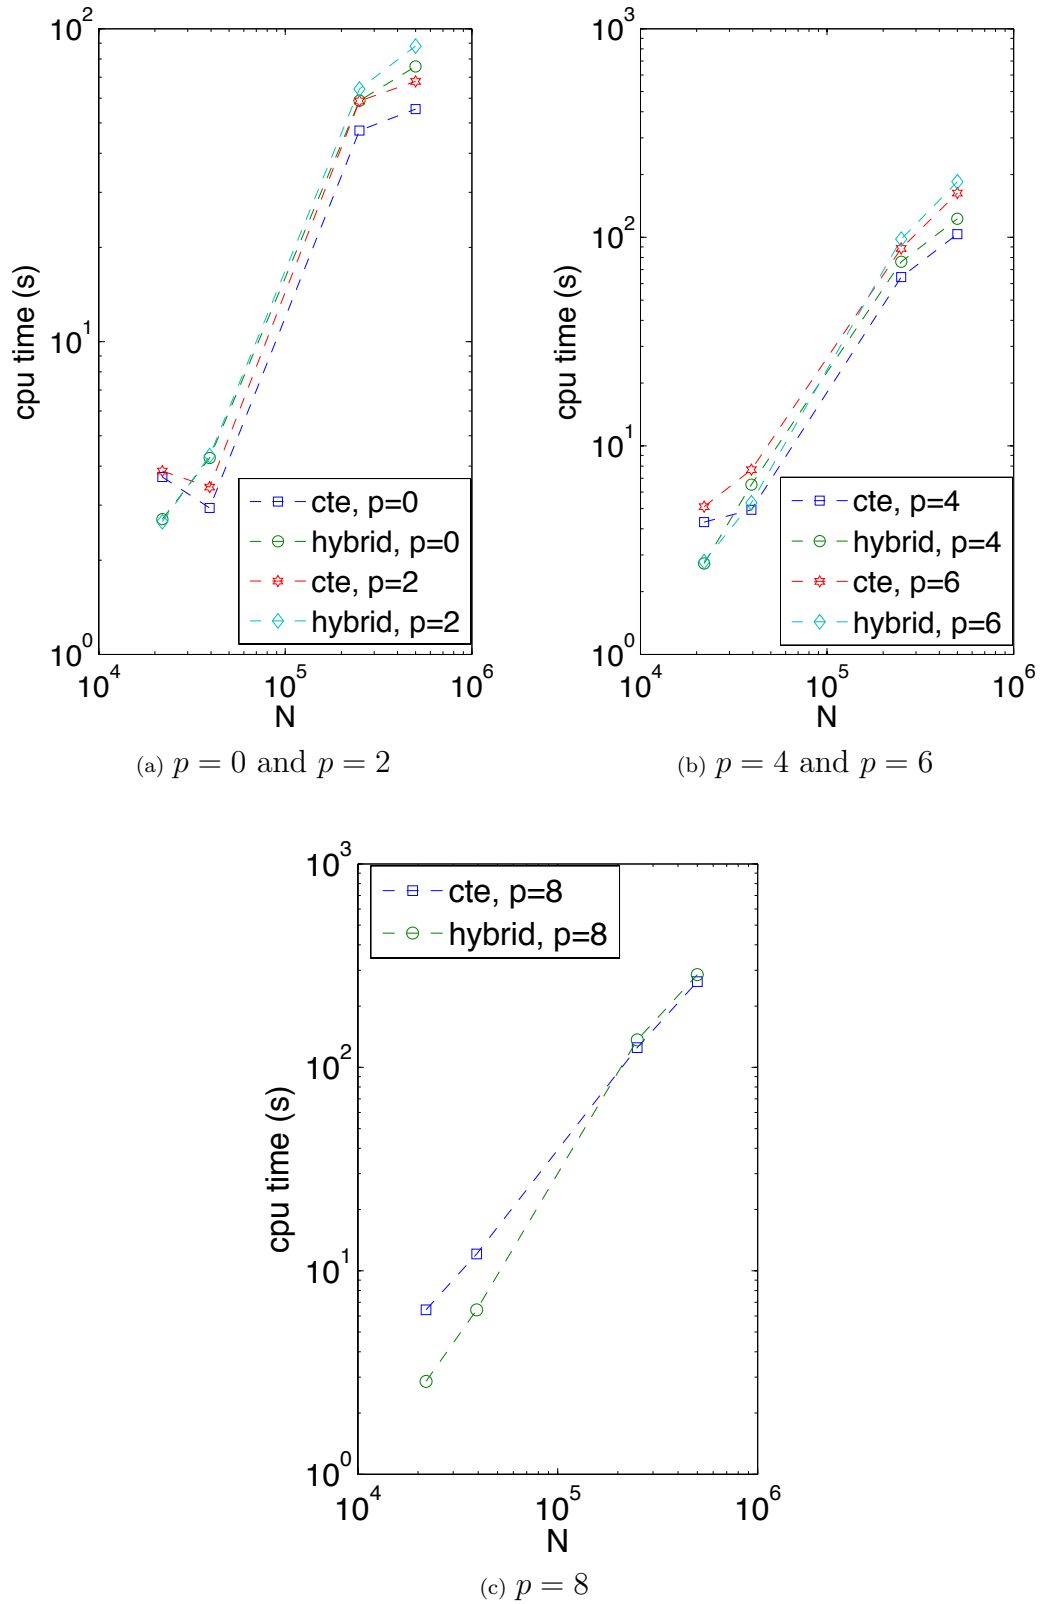 10^2
10^1
10^0
cpu time (s)
10^4
10^5
10^6
N
cte, p=0
hybrid, p=0
cte, p=2
hybrid, p=2
(a) p = 0 and p = 2
10^3
10^2
10^1
10^0
cpu time (s)
10^4
10^5
10^6
N
cte, p=4
hybrid, p=4
cte, p=6
hybrid, p=6
(b) p = 4 and p = 6
10^3
10^2
10^1
10^0
cpu time (s)
10^4
10^5
10^6
N
cte, p=8
hybrid, p=8
(c) p = 8